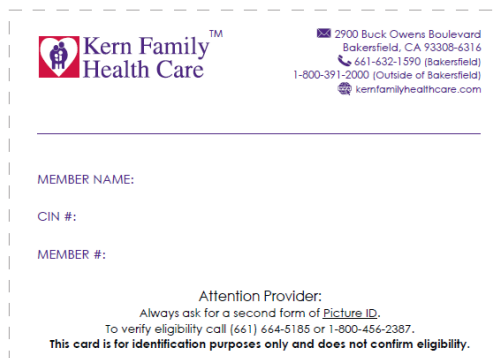 Kern Family™
Health Care
2900 Buck Owens Boulevard
Bakersfield, CA 93308-6316
661-632-1590 (Bakersfield)
1-800-391-2000 (Outside of Bakersfield)
kernfamilyhealthcare.com
MEMBER NAME:
CIN #:
MEMBER #:
Attention Provider:
Always ask for a second form of Picture ID.
To verify eligibility call (661) 664-5185 or 1-800-456-2387.
This card is for identification purposes only and does not confirm eligibility.